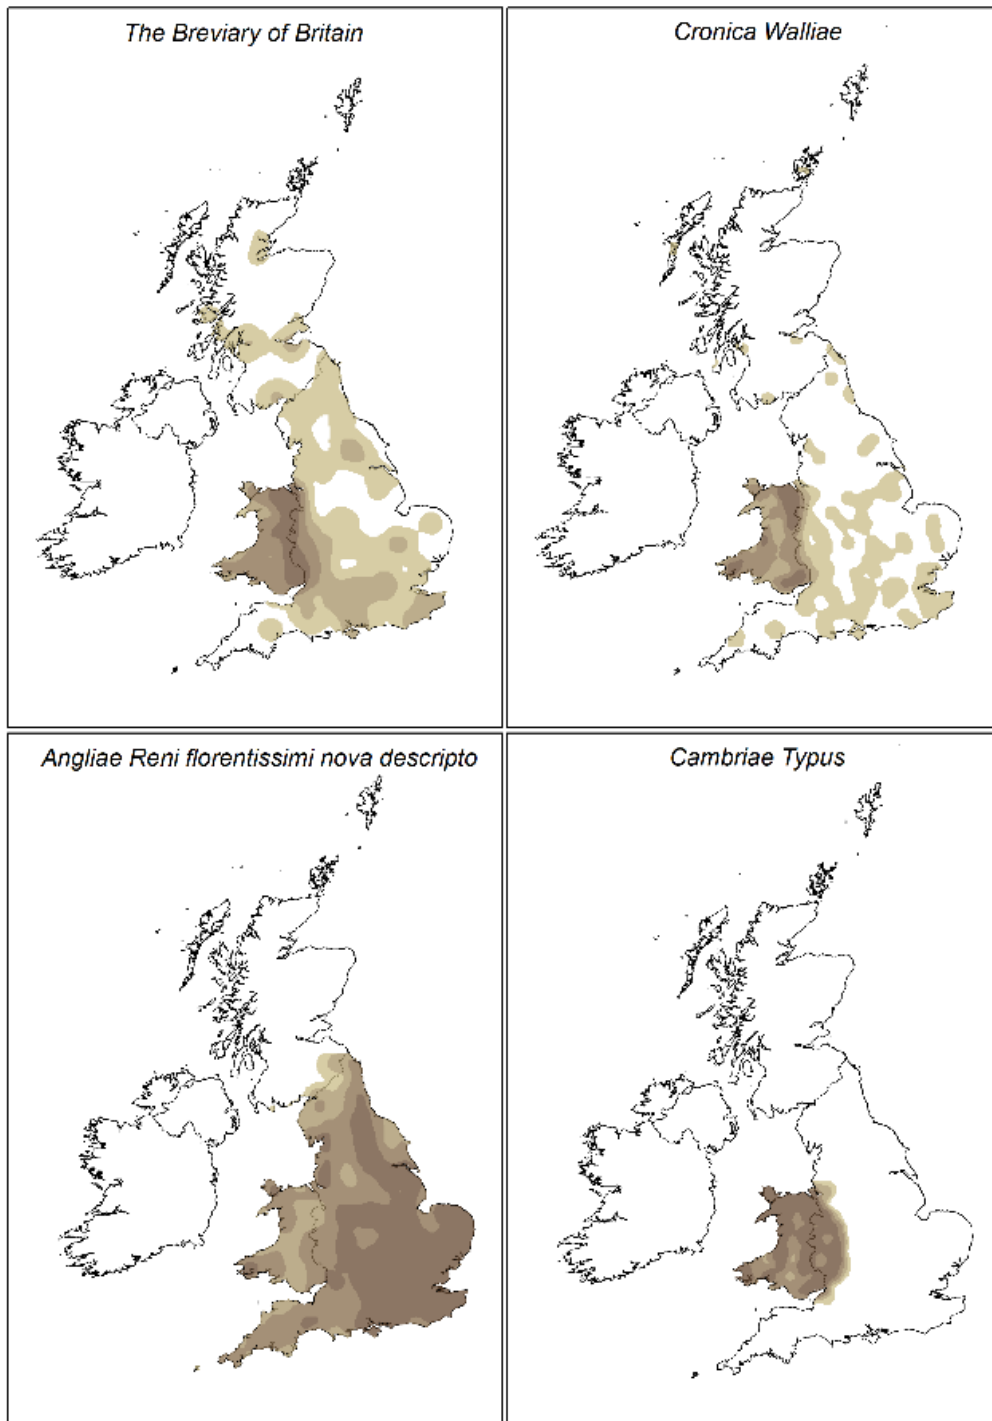 The Breviary of Britain
Cronica Walliae
Angliae Reni florentissimi nova descripto
Cambriae Typus